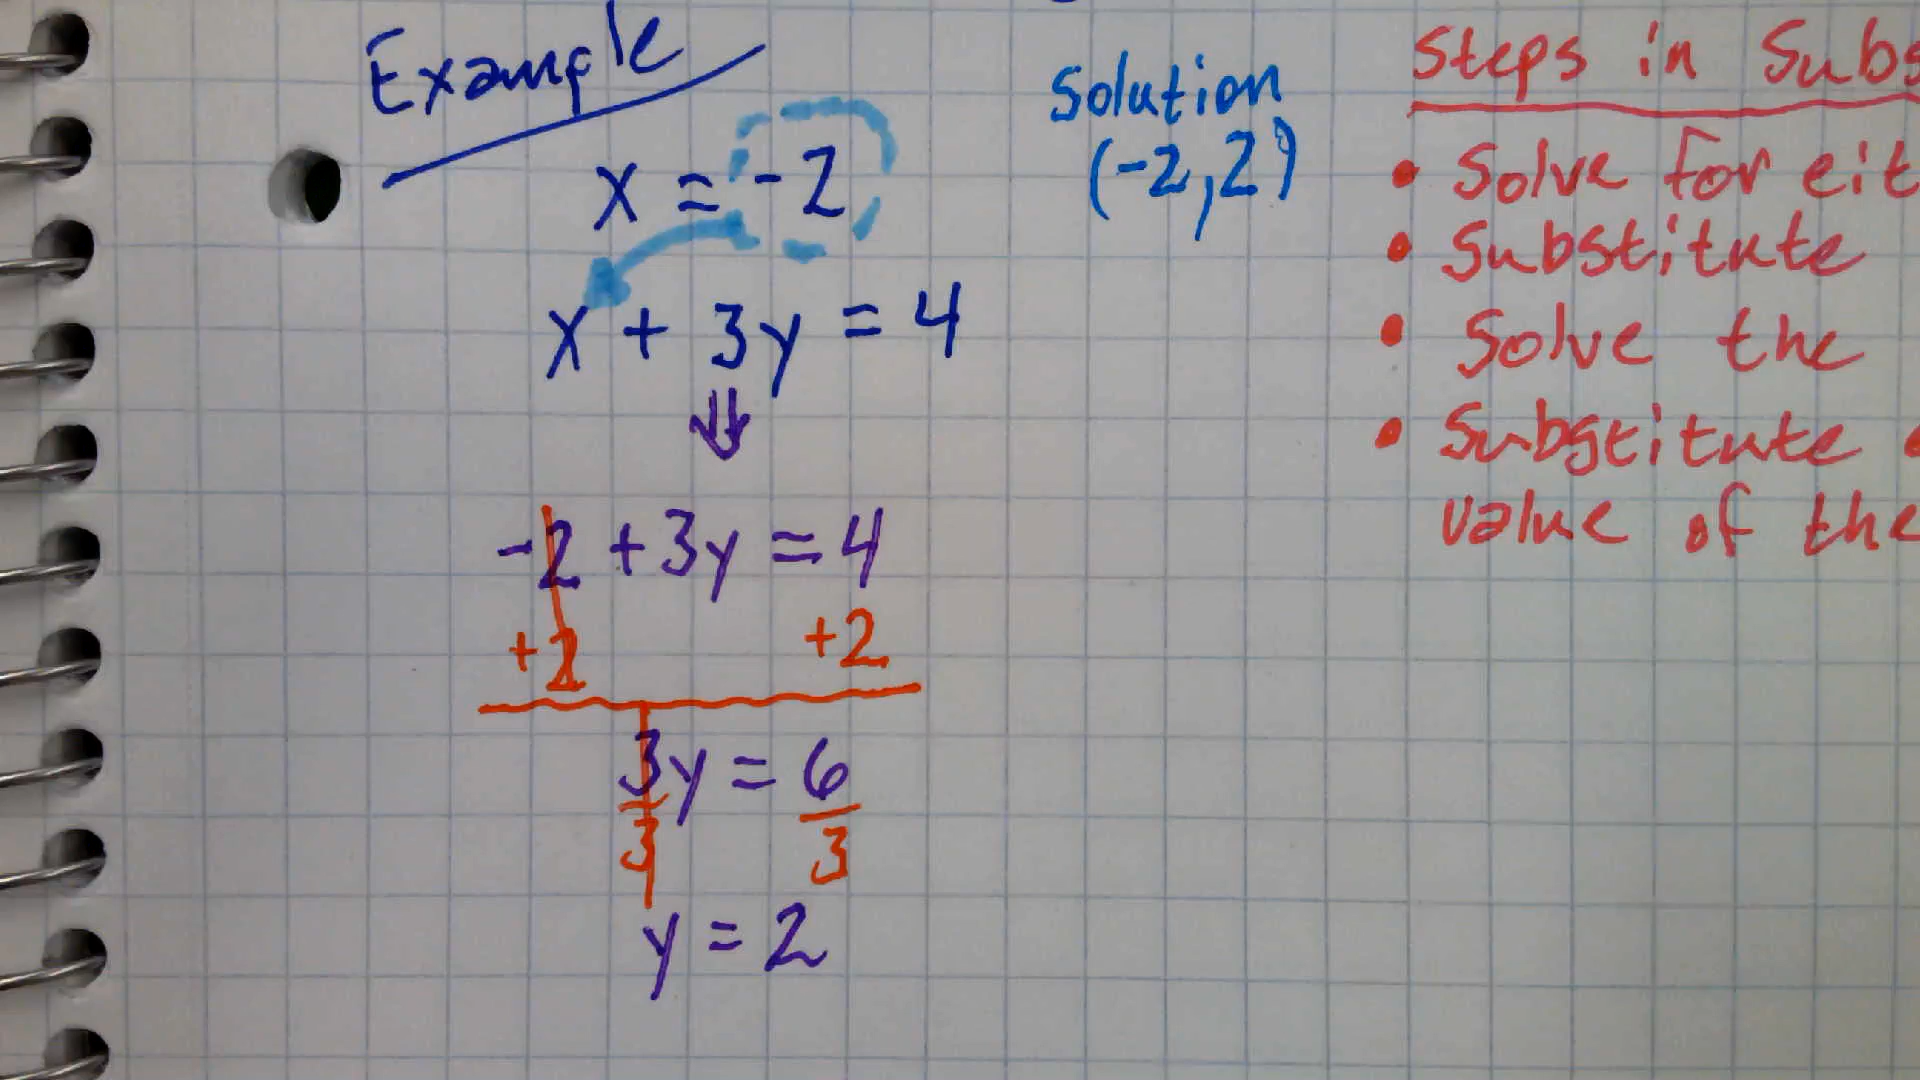 Example
x = -2
x + 3y = 4
⇓
-2 + 3y = 4
+2 +2
3y = 6
3 3
y = 2
Solution
(-2, 2)
Steps in Subs
• Solve for eit
• Substitute
• Solve the
• Substitute
value of the